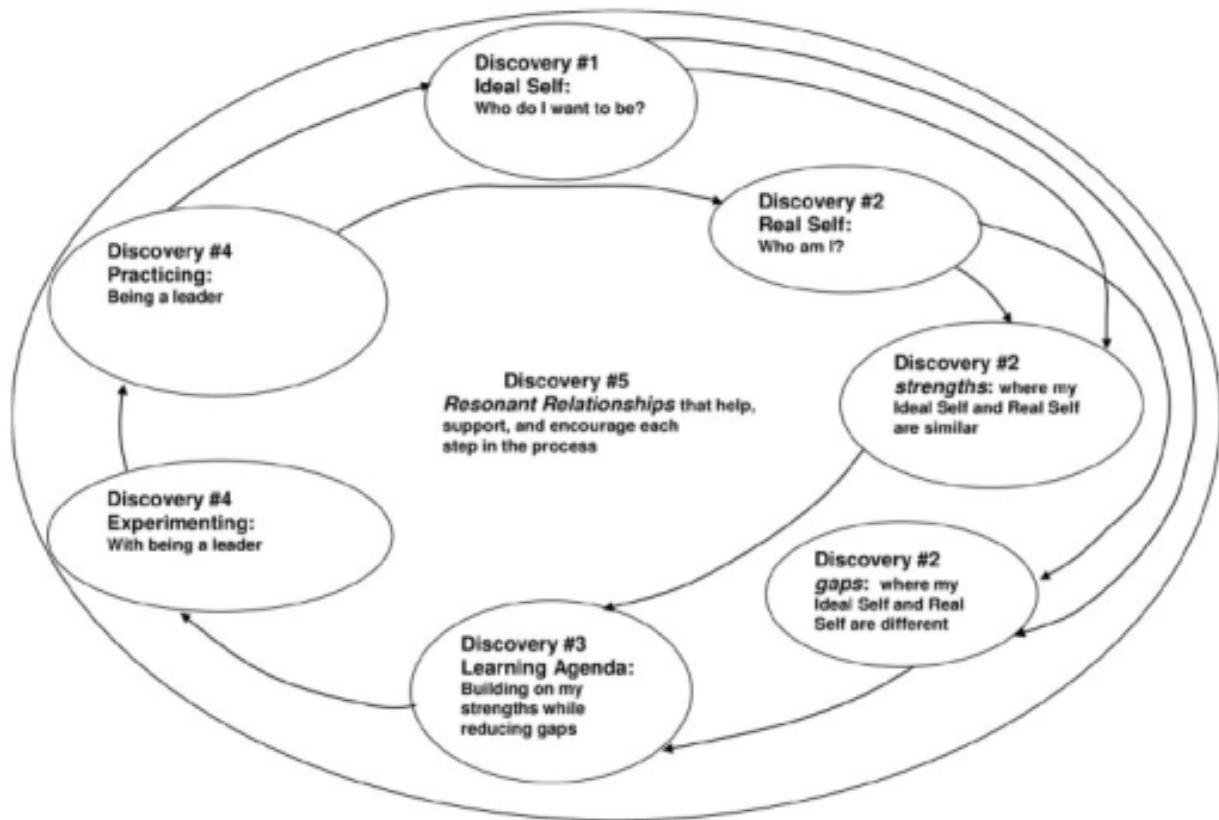 Discovery #1
Ideal Self:
Who do I want to be?
Discovery #2
Real Self:
Who am I?
Discovery #2
strengths: where my
Ideal Self and Real Self
are similar
Discovery #2
gaps: where my
Ideal Self and Real
Self are different
Discovery #3
Learning Agenda:
Building on my
strengths while
reducing gaps
Discovery #4
Experimenting:
With being a leader
Discovery #4
Practicing:
Being a leader
Discovery #5
Resonant Relationships that help,
support, and encourage each
step in the process